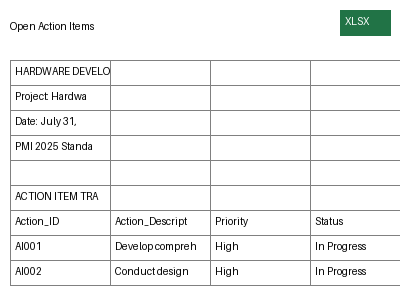 Open Action Items
XLSX
HARDWARE DEVELO
Project: Hardwa
Date: July 31,
PMI 2025 Standa
ACTION ITEM TRA
Action_ID Action_Descript Priority Status
AI001 Develop compreh High In Progress
AI002 Conduct design High In Progress